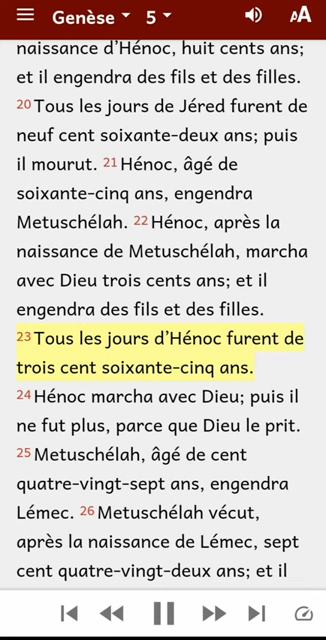 Genèse 5 AA
naissance d'Hénoc, huit cents ans;
et il engendra des fils et des filles.
20 Tous les jours de Jéred furent de
neuf cent soixante-deux ans; puis
il mourut. 21 Hénoc, âgé de
soixante-cinq ans, engendra
Metuschélah. 22 Hénoc, après la
naissance de Metuschélah, marcha
avec Dieu trois cents ans; et il
engendra des fils et des filles.
23 Tous les jours d'Hénoc furent de
trois cent soixante-cinq ans.
24 Hénoc marcha avec Dieu; puis il
ne fut plus, parce que Dieu le prit.
25 Metuschélah, âgé de cent
quatre-vingt-sept ans, engendra
Lémec. 26 Metuschélah vécut,
après la naissance de Lémec, sept
cent quatre-vingt-deux ans; et il